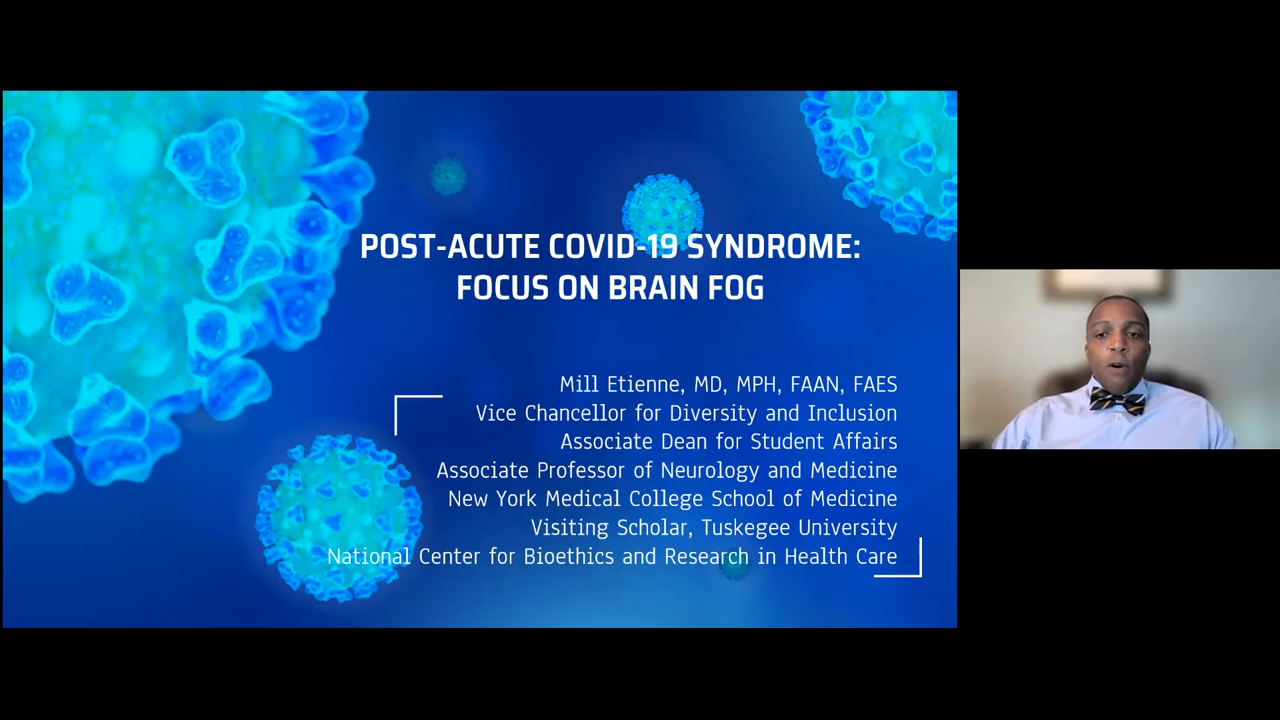 POST-ACUTE COVID-19 SYNDROME:
FOCUS ON BRAIN FOG
Mill Etienne, MD, MPH, FAAN, FAES
Vice Chancellor for Diversity and Inclusion
Associate Dean for Student Affairs
Associate Professor of Neurology and Medicine
New York Medical College School of Medicine
Visiting Scholar, Tuskegee University
National Center for Bioethics and Research in Health Care